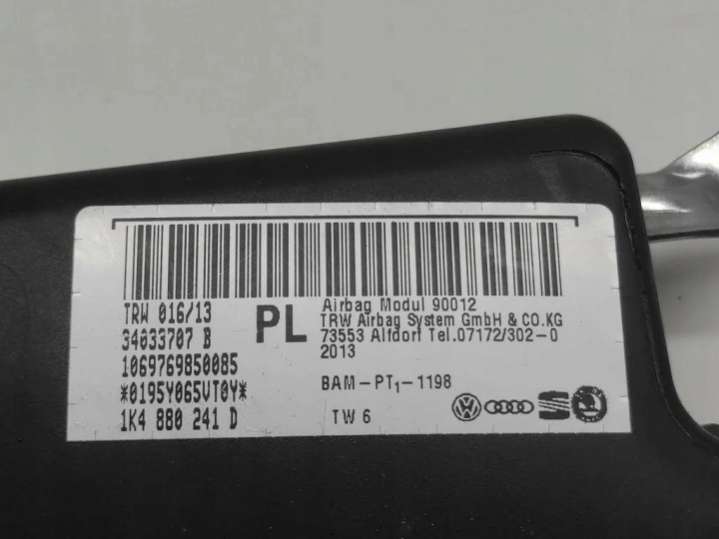 TRW 016/13
34033707 B
1069769850085
*0195Y065VT0Y*
1K4 880 241 D
PL
Airbag Modul 90012
TRW Airbag System GmbH & CO.KG
73553 Alfdorf Tel.07172/302-0
2013
BAM-PT1-1198
TW 6